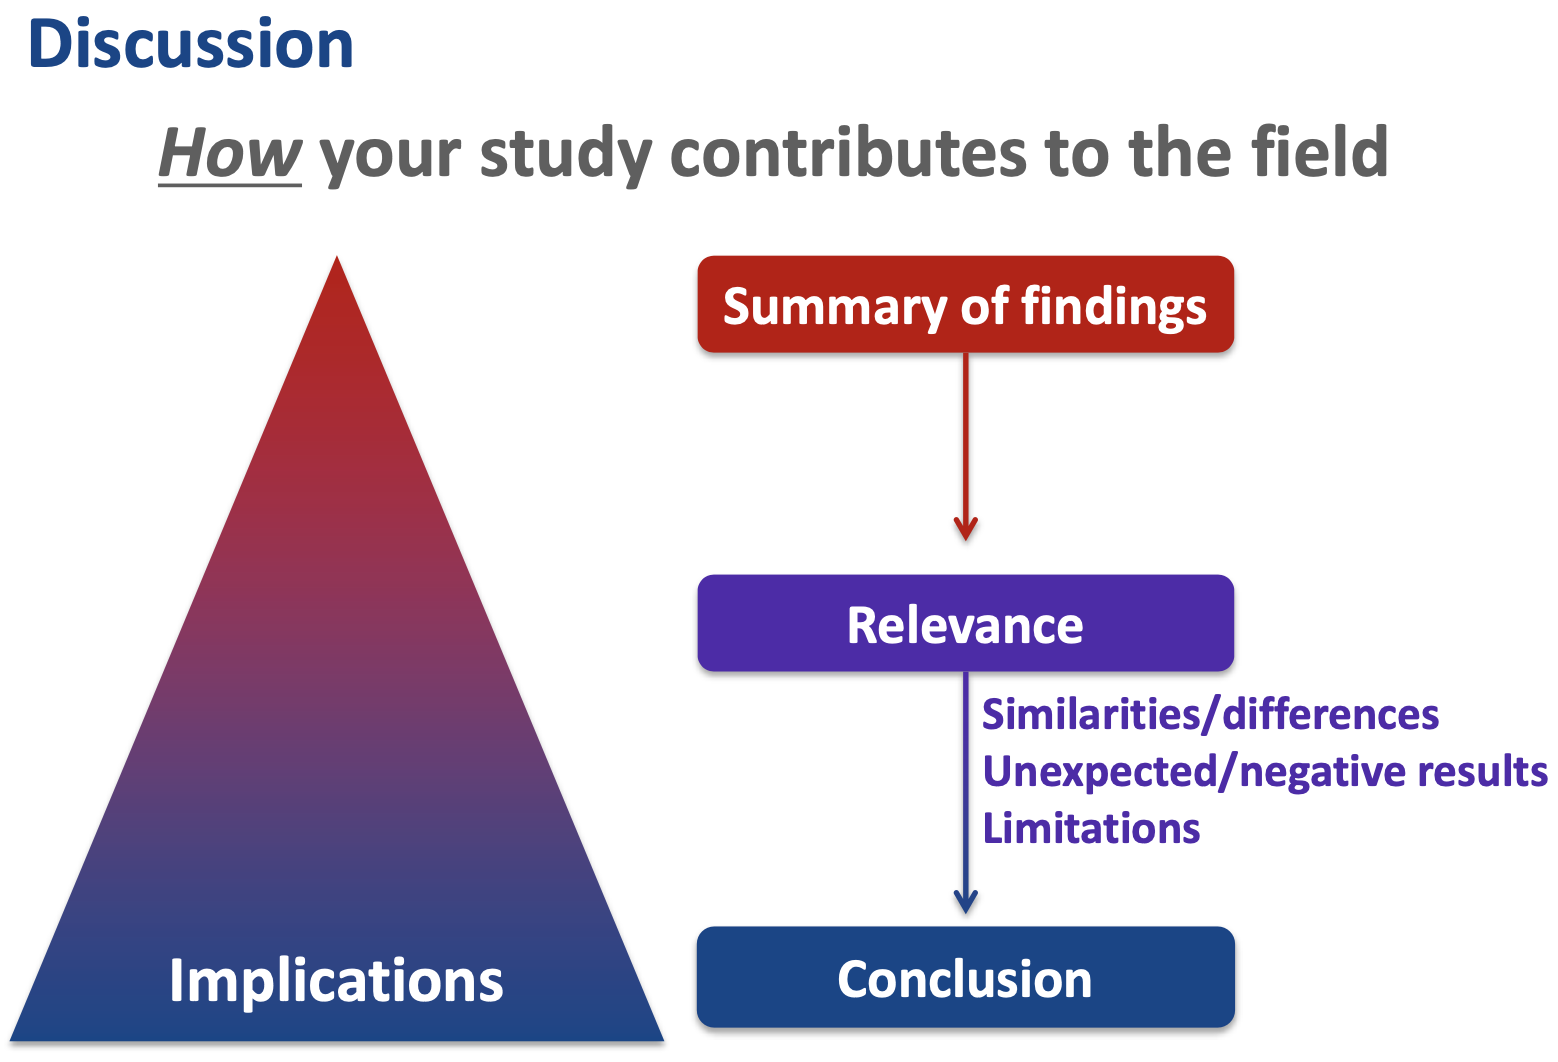 Discussion
How your study contributes to the field
Summary of findings
Relevance
Similarities/differences
Unexpected/negative results
Limitations
Implications
Conclusion